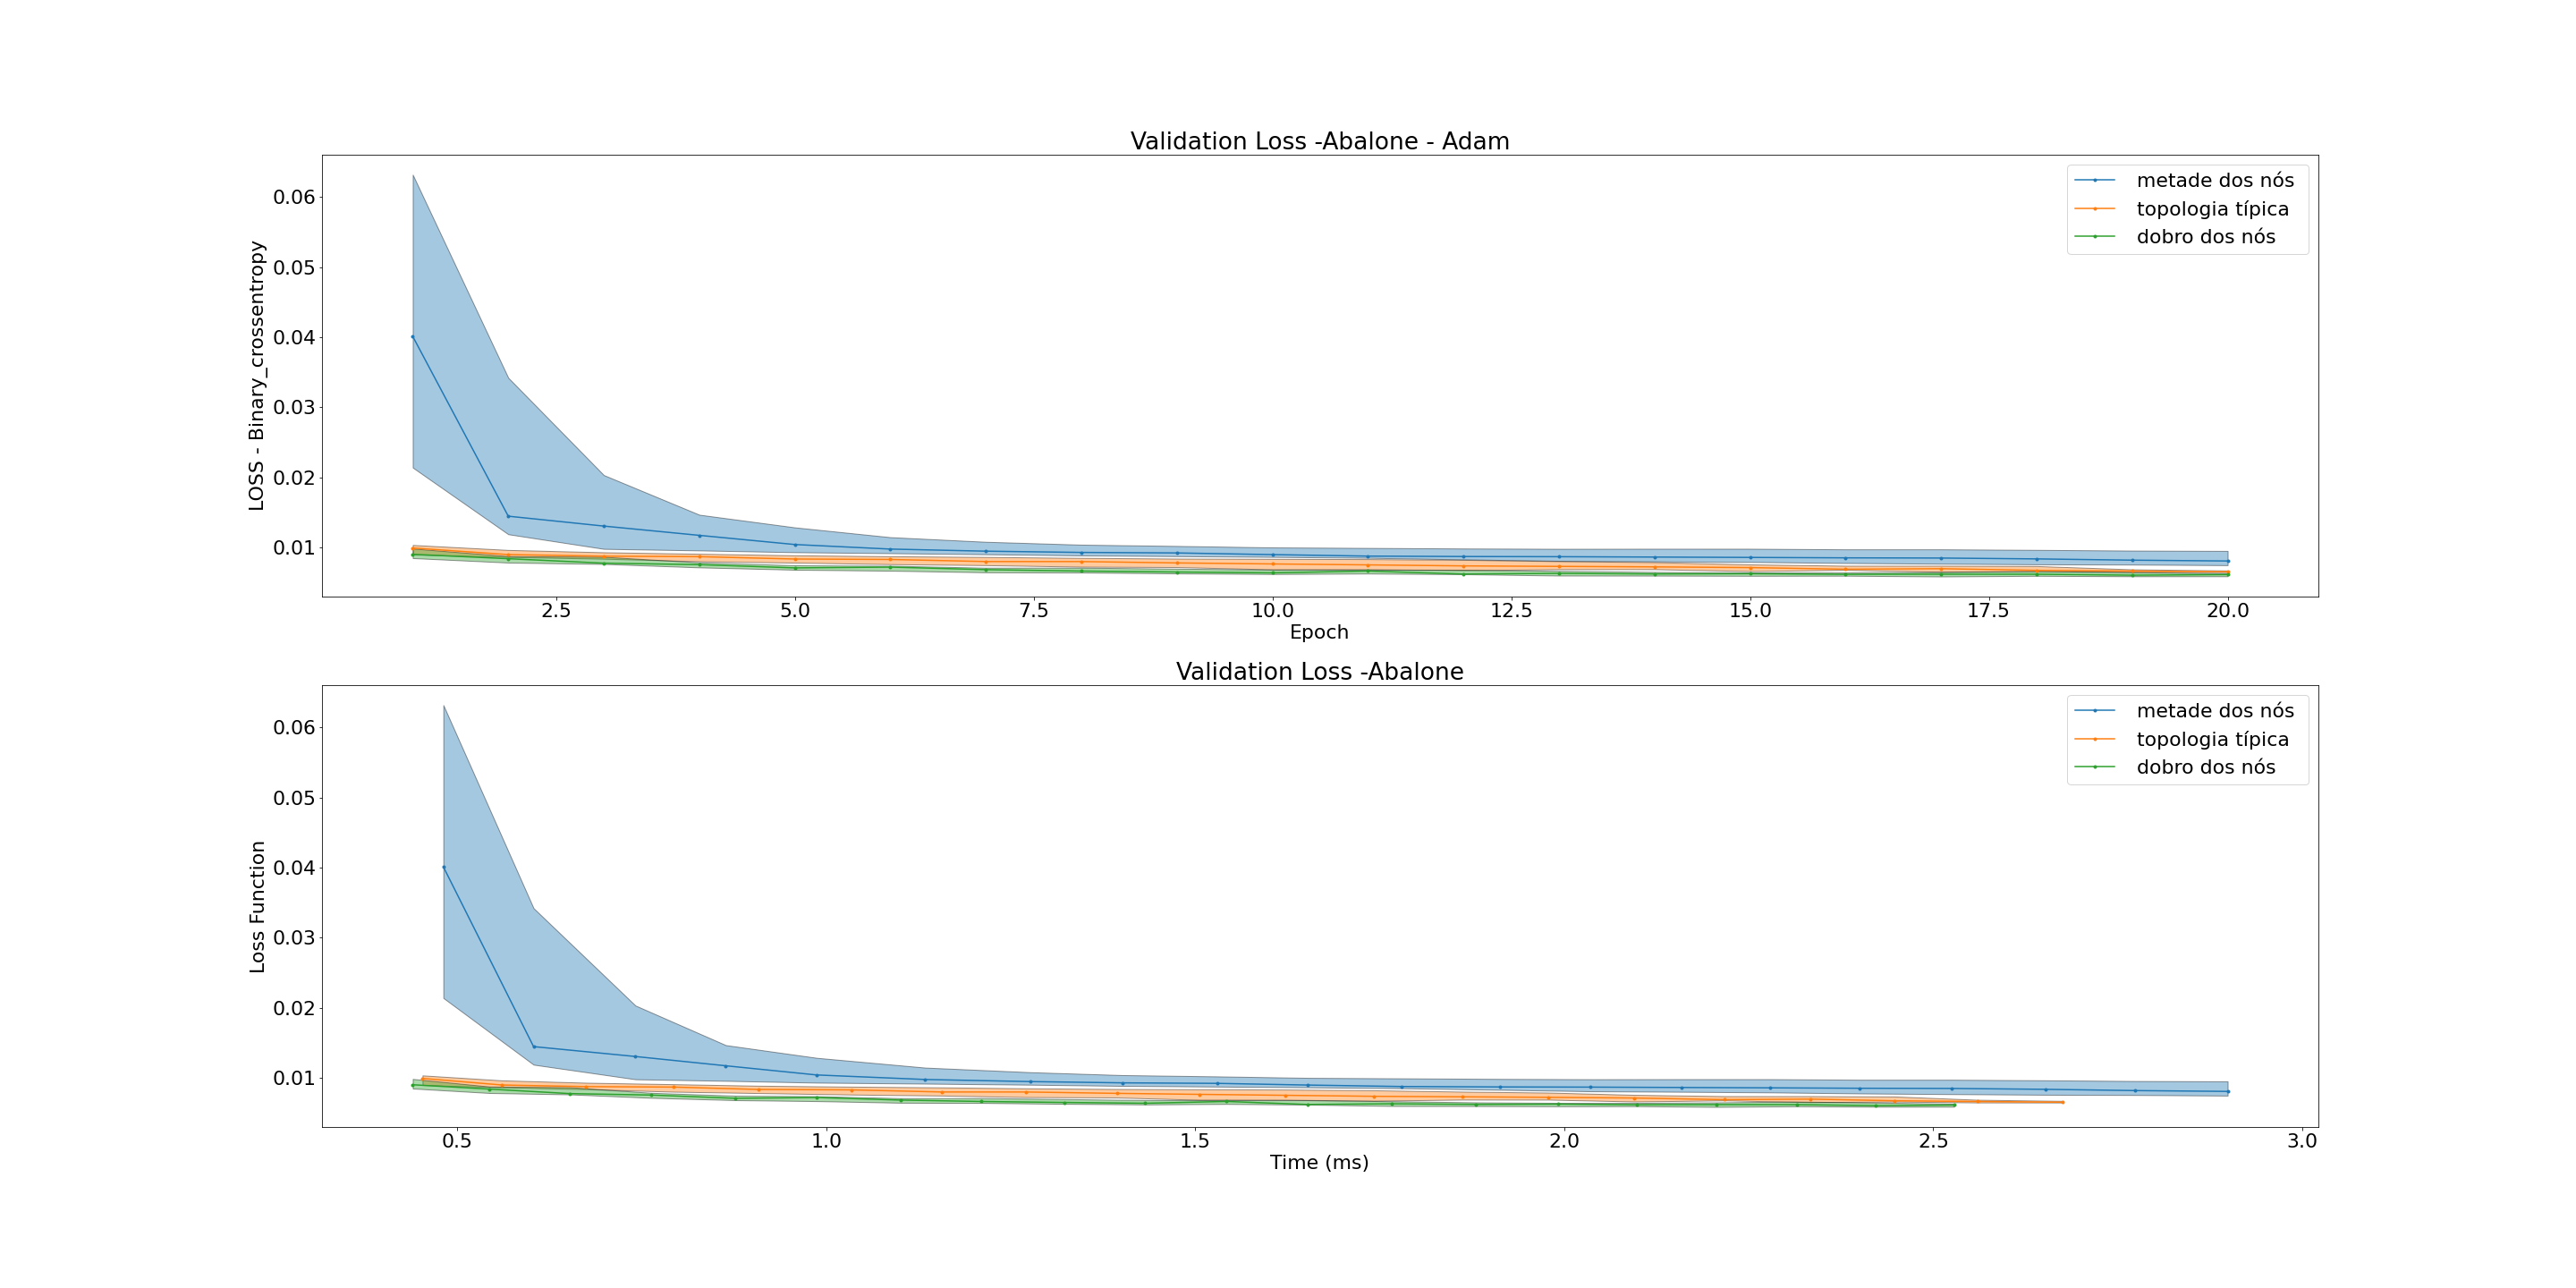 Validation Loss -Abalone - Adam
LOSS - Binary_crossentropy
0.06
0.05
0.04
0.03
0.02
0.01
metade dos nós
topologia típica
dobro dos nós
2.5 5.0 7.5 10.0 12.5 15.0 17.5 20.0
Epoch
Validation Loss -Abalone
Loss Function
0.06
0.05
0.04
0.03
0.02
0.01
metade dos nós
topologia típica
dobro dos nós
0.5 1.0 1.5 2.0 2.5 3.0
Time (ms)